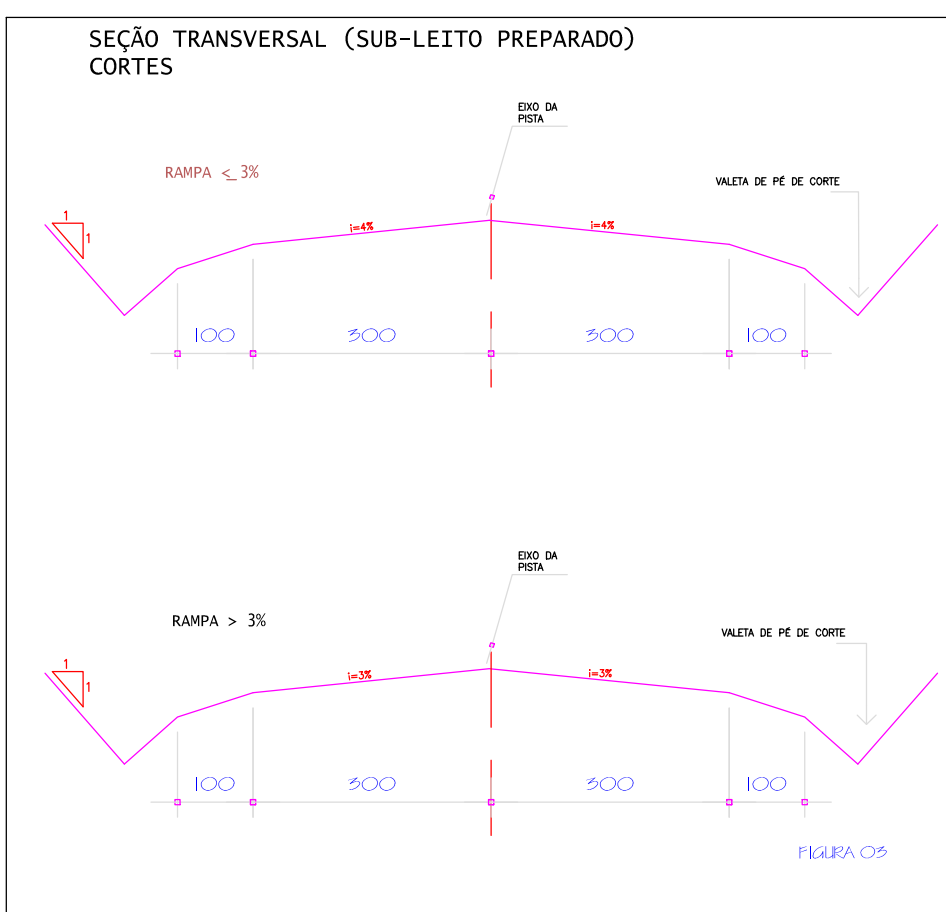 SEÇÃO TRANSVERSAL (SUB-LEITO PREPARADO)
CORTES
EIXO DA
PISTA
RAMPA ≤ 3%
VALETA DE PÉ DE CORTE
1
1
i=4%
i=4%
100
300
300
100
EIXO DA
PISTA
RAMPA > 3%
VALETA DE PÉ DE CORTE
1
1
i=3%
i=3%
100
300
300
100
FIGURA 03